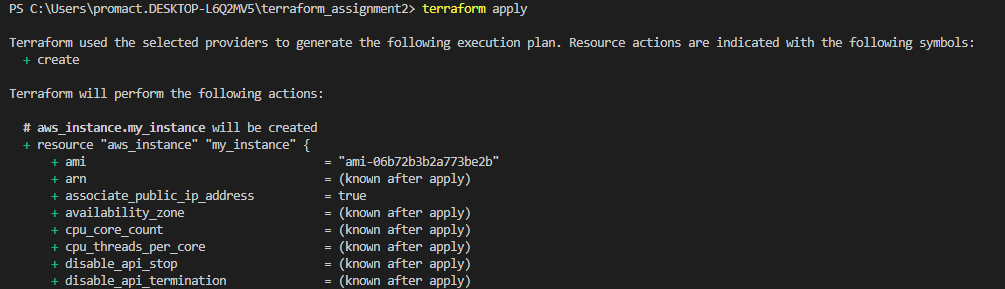 PS C:\Users\promact.DESKTOP-L6Q2MV5\terraform_assignment2> terraform apply
Terraform used the selected providers to generate the following execution plan. Resource actions are indicated with the following symbols:
+ create
Terraform will perform the following actions:
# aws_instance.my_instance will be created
+ resource "aws_instance" "my_instance" {
+ ami = "ami-06b72b3b2a773be2b"
+ arn = (known after apply)
+ associate_public_ip_address = true
+ availability_zone = (known after apply)
+ cpu_core_count = (known after apply)
+ cpu_threads_per_core = (known after apply)
+ disable_api_stop = (known after apply)
+ disable_api_termination = (known after apply)